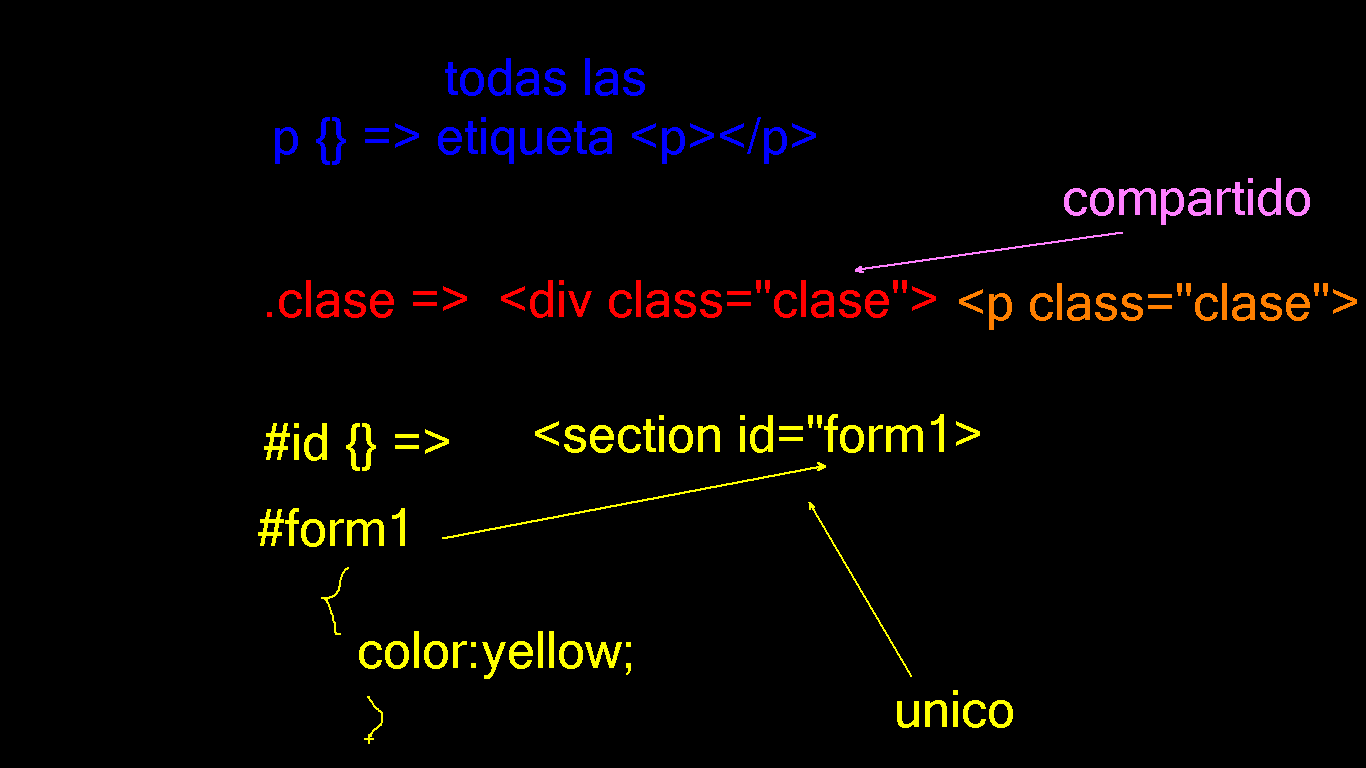 todas las
p {} => etiqueta <p></p>
compartido
.clase => <div class="clase"> <p class="clase">
#id {} => <section id="form1>
#form1
{
color:yellow;
}
unico